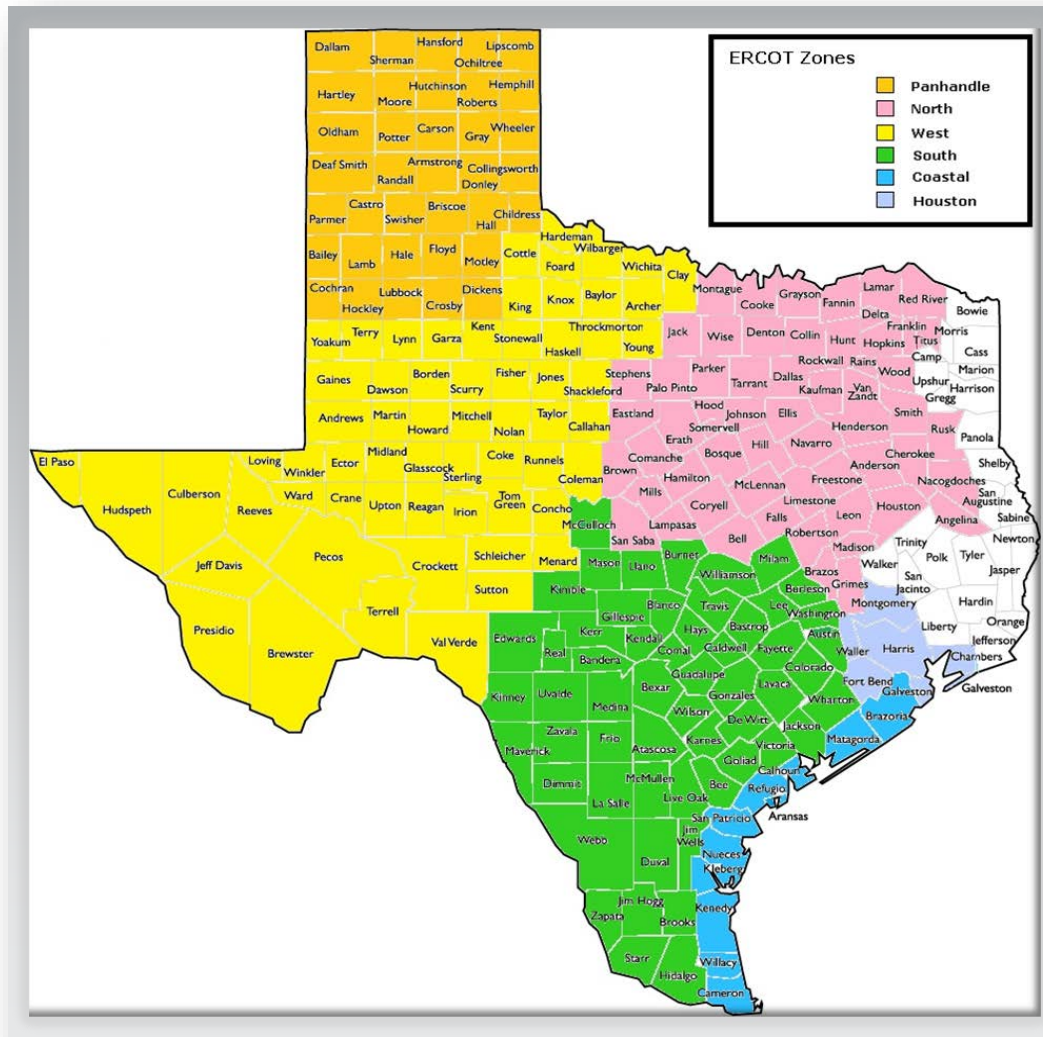 ERCOT Zones
Panhandle
North
West
South
Coastal
Houston
Dallam
Sherman
Hansford
Ochiltree
Lipscomb
Hartley
Moore
Hutchinson
Roberts
Hemphill
Oldham
Potter
Carson
Gray
Wheeler
Deaf Smith
Randall
Armstrong
Donley
Collingsworth
Parmer
Castro
Swisher
Briscoe
Hall
Childress
Bailey
Lamb
Hale
Floyd
Motley
Cottle
Hardeman
Wilbarger
Foard
Wichita
Clay
Cochran
Hockley
Lubbock
Crosby
Dickens
King
Knox
Baylor
Archer
Montague
Cooke
Grayson
Fannin
Lamar
Red River
Delta
Bowie
Yoakum
Terry
Lynn
Garza
Kent
Stonewall
Haskell
Throckmorton
Young
Jack
Wise
Denton
Collin
Hunt
Hopkins
Franklin
Titus
Morris
Camp
Cass
Marion
Gaines
Dawson
Borden
Scurry
Fisher
Jones
Shackleford
Stephens
Palo Pinto
Parker
Tarrant
Dallas
Rockwall
Rains
Kaufman
Van
Zandt
Wood
Upshur
Harrison
Gregg
Andrews
Martin
Howard
Mitchell
Nolan
Taylor
Callahan
Eastland
Hood
Johnson
Ellis
Somervell
Erath
Henderson
Smith
Rusk
Panola
El Paso
Hudspeth
Culberson
Loving
Winkler
Ector
Midland
Glasscock
Sterling
Coke
Runnels
Coleman
Brown
Comanche
Bosque
Hill
Navarro
Anderson
Cherokee
Shelby
Reeves
Ward
Crane
Upton
Reagan
Irion
Tom
Green
Concho
McCulloch
Mills
Hamilton
McLennan
Freestone
Limestone
Nacogdoches
San
Augustine
Sabine
Coryell
Falls
Leon
Houston
Angelina
Lampasas
San Saba
Bell
Robertson
Madison
Trinity
Polk
Tyler
Newton
Jasper
Walker
San
Jacinto
Jeff Davis
Pecos
Crockett
Schleicher
Menard
Sutton
Mason
Llano
Burnet
Williamson
Milam
Brazos
Grimes
Burleson
Montgomery
Hardin
Orange
Liberty
Jefferson
Presidio
Brewster
Terrell
Val Verde
Kimble
Gillespie
Blanco
Travis
Lee
Washington
Edwards
Real
Kerr
Kendall
Hays
Bastrop
Austin
Waller
Harris
Chambers
Bandera
Comal
Caldwell
Fayette
Colorado
Fort Bend
Galveston
Galveston
Kinney
Uvalde
Medina
Bexar
Guadalupe
Gonzales
Lavaca
Wharton
Brazoria
Maverick
Zavala
Frio
Atascosa
Wilson
Karnes
De Witt
Jackson
Matagorda
Victoria
Goliad
Calhoun
Dimmit
La Salle
McMullen
Live Oak
Bee
Refugio
Aransas
San Patricio
Webb
Duval
Jim
Wells
Nueces
Kleberg
Zapata
Jim Hogg
Brooks
Kenedy
Starr
Hidalgo
Willacy
Cameron